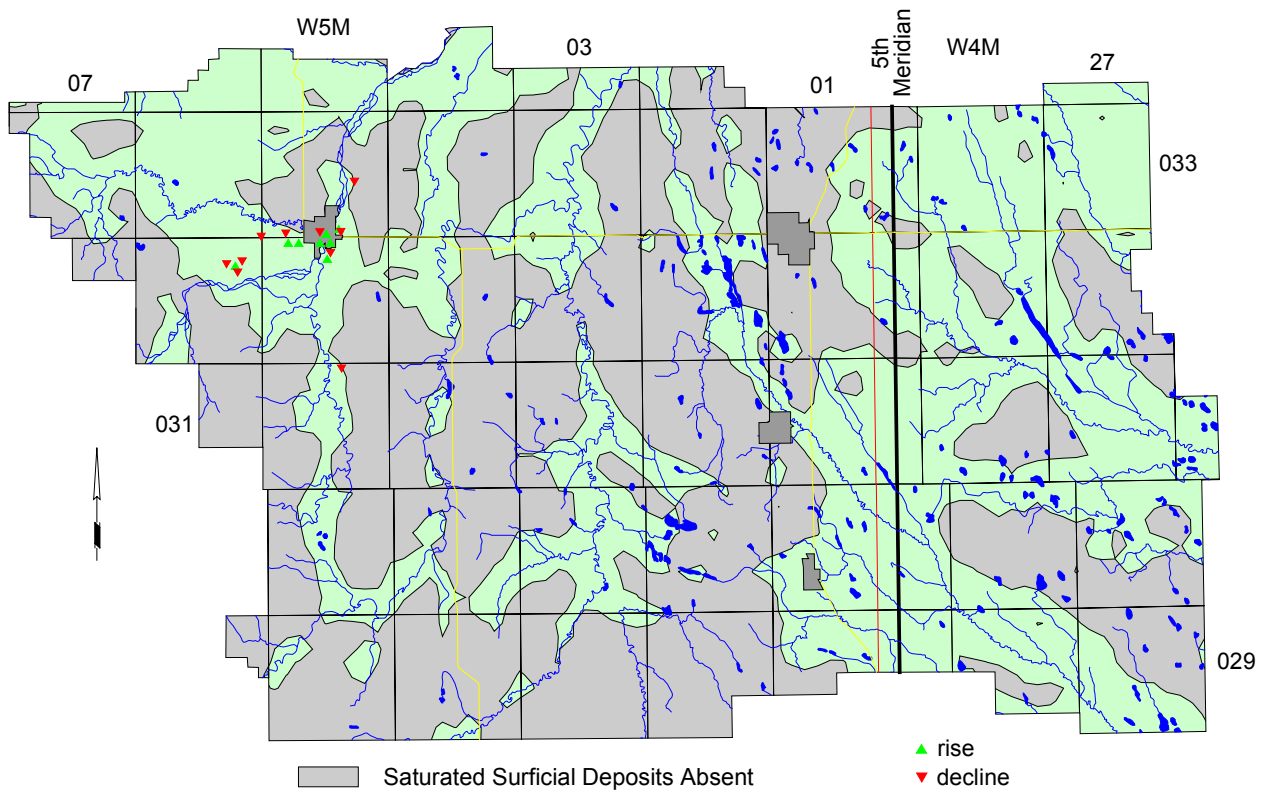 W5M
03
5th
Meridian
W4M
27
07
01
033
031
029
rise
Saturated Surficial Deposits Absent
decline